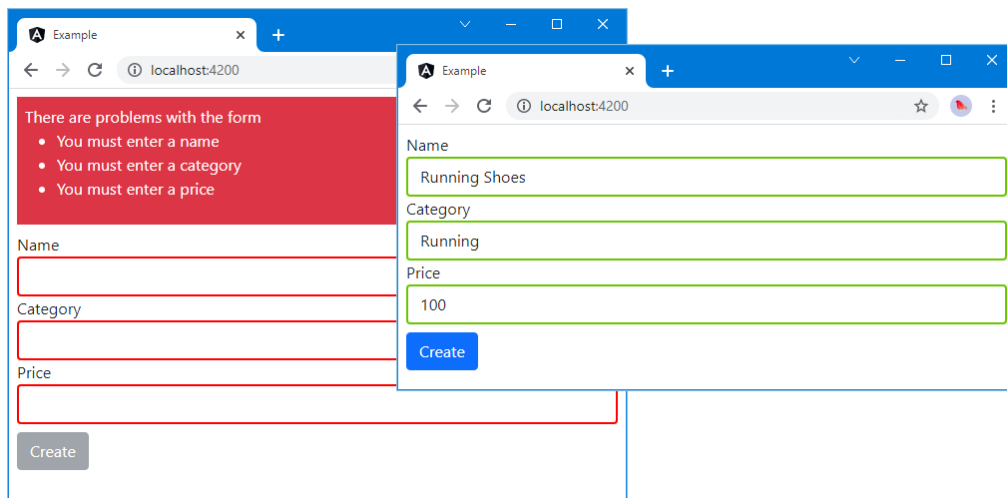 Example
localhost:4200
There are problems with the form
• You must enter a name
• You must enter a category
• You must enter a price
Name
Category
Price
Create
Example
localhost:4200
Name
Running Shoes
Category
Running
Price
100
Create